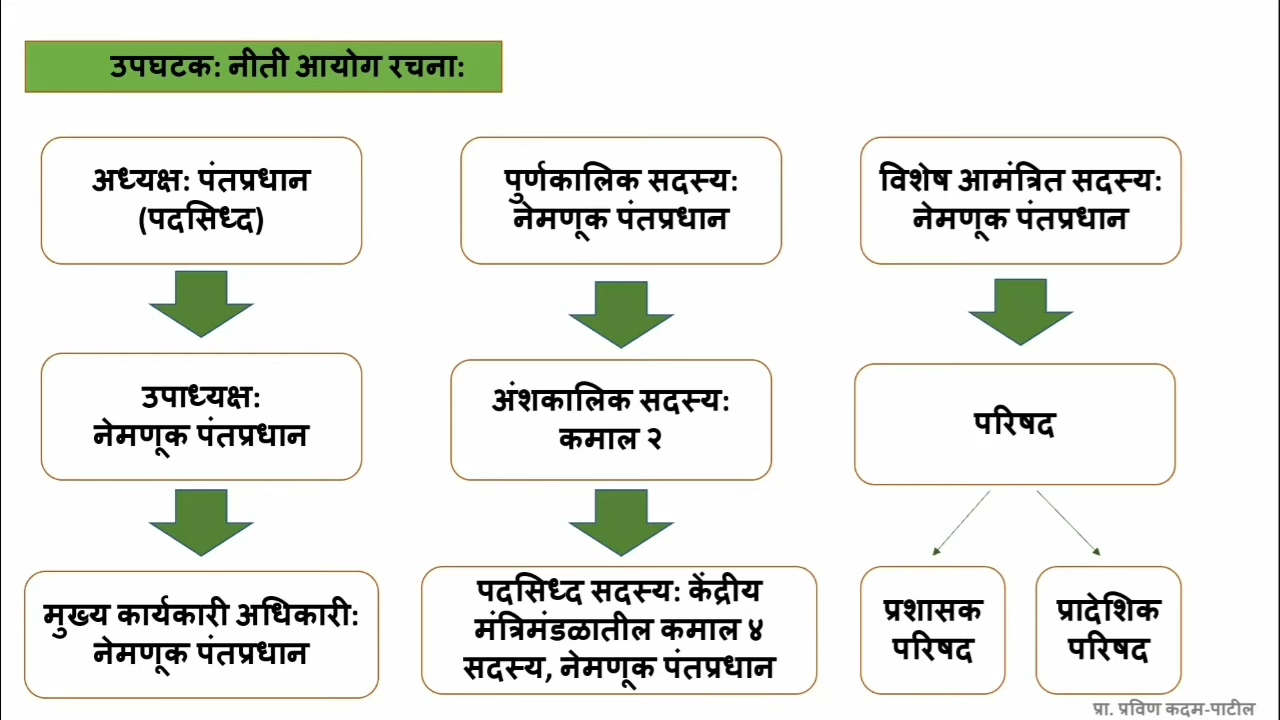 उपघटक: नीती आयोग रचना:
अध्यक्ष: पंतप्रधान
(पदसिध्द)
उपाध्यक्ष:
नेमणूक पंतप्रधान
मुख्य कार्यकारी अधिकारी:
नेमणूक पंतप्रधान
पुर्णकालिक सदस्य:
नेमणूक पंतप्रधान
अंशकालिक सदस्य:
कमाल २
पदसिध्द सदस्य: केंद्रीय
मंत्रिमंडळातील कमाल ४
सदस्य, नेमणूक पंतप्रधान
विशेष आमंत्रित सदस्य:
नेमणूक पंतप्रधान
परिषद
प्रशासक
परिषद
प्रादेशिक
परिषद
प्रा. प्रविण कदम-पाटील